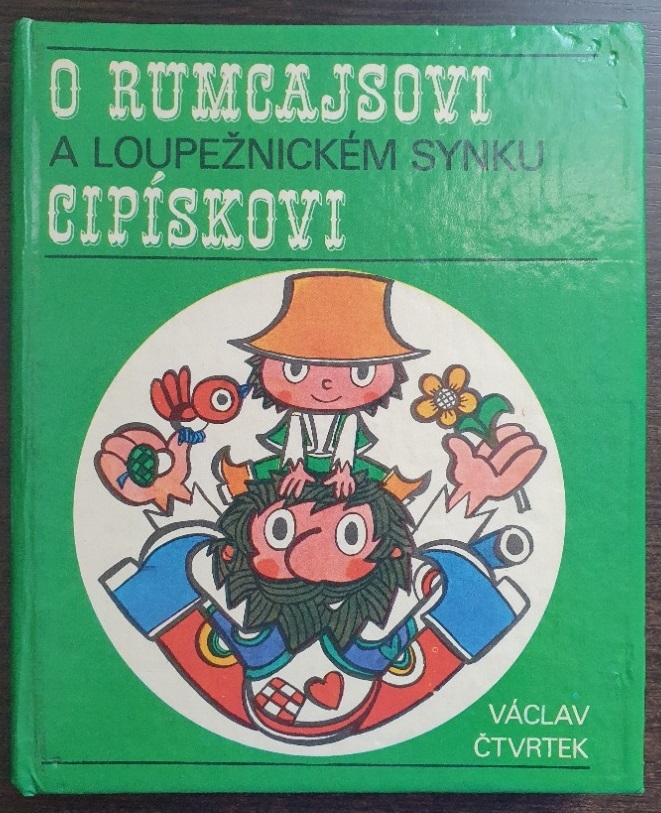 O RUMCAJSOVI
A LOUPEŽNICKÉM SYNKU
CIPÍSKOVI
VÁCLAV
ČTVRTEK